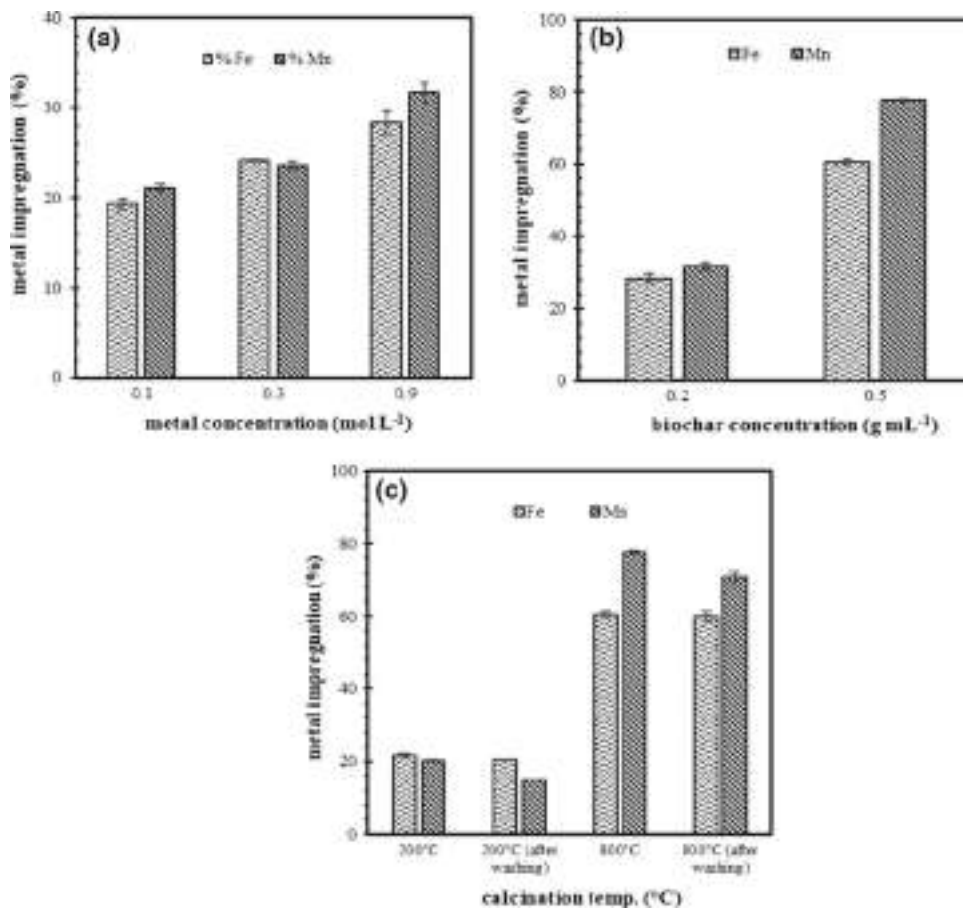 (a)
% Fe % Mn
metal impregnation (%)
40
30
20
10
0
0.1 0.3 0.9
metal concentration (mol L-1)
(b)
Fe Mn
metal impregnation (%)
100
80
60
40
20
0
0.2 0.5
biochar concentration (g mL-1)
(c)
Fe Mn
metal impregnation (%)
100
80
60
40
20
0
200°C 200°C (after washing) 800°C 800°C (after washing)
calcination temp. (°C)